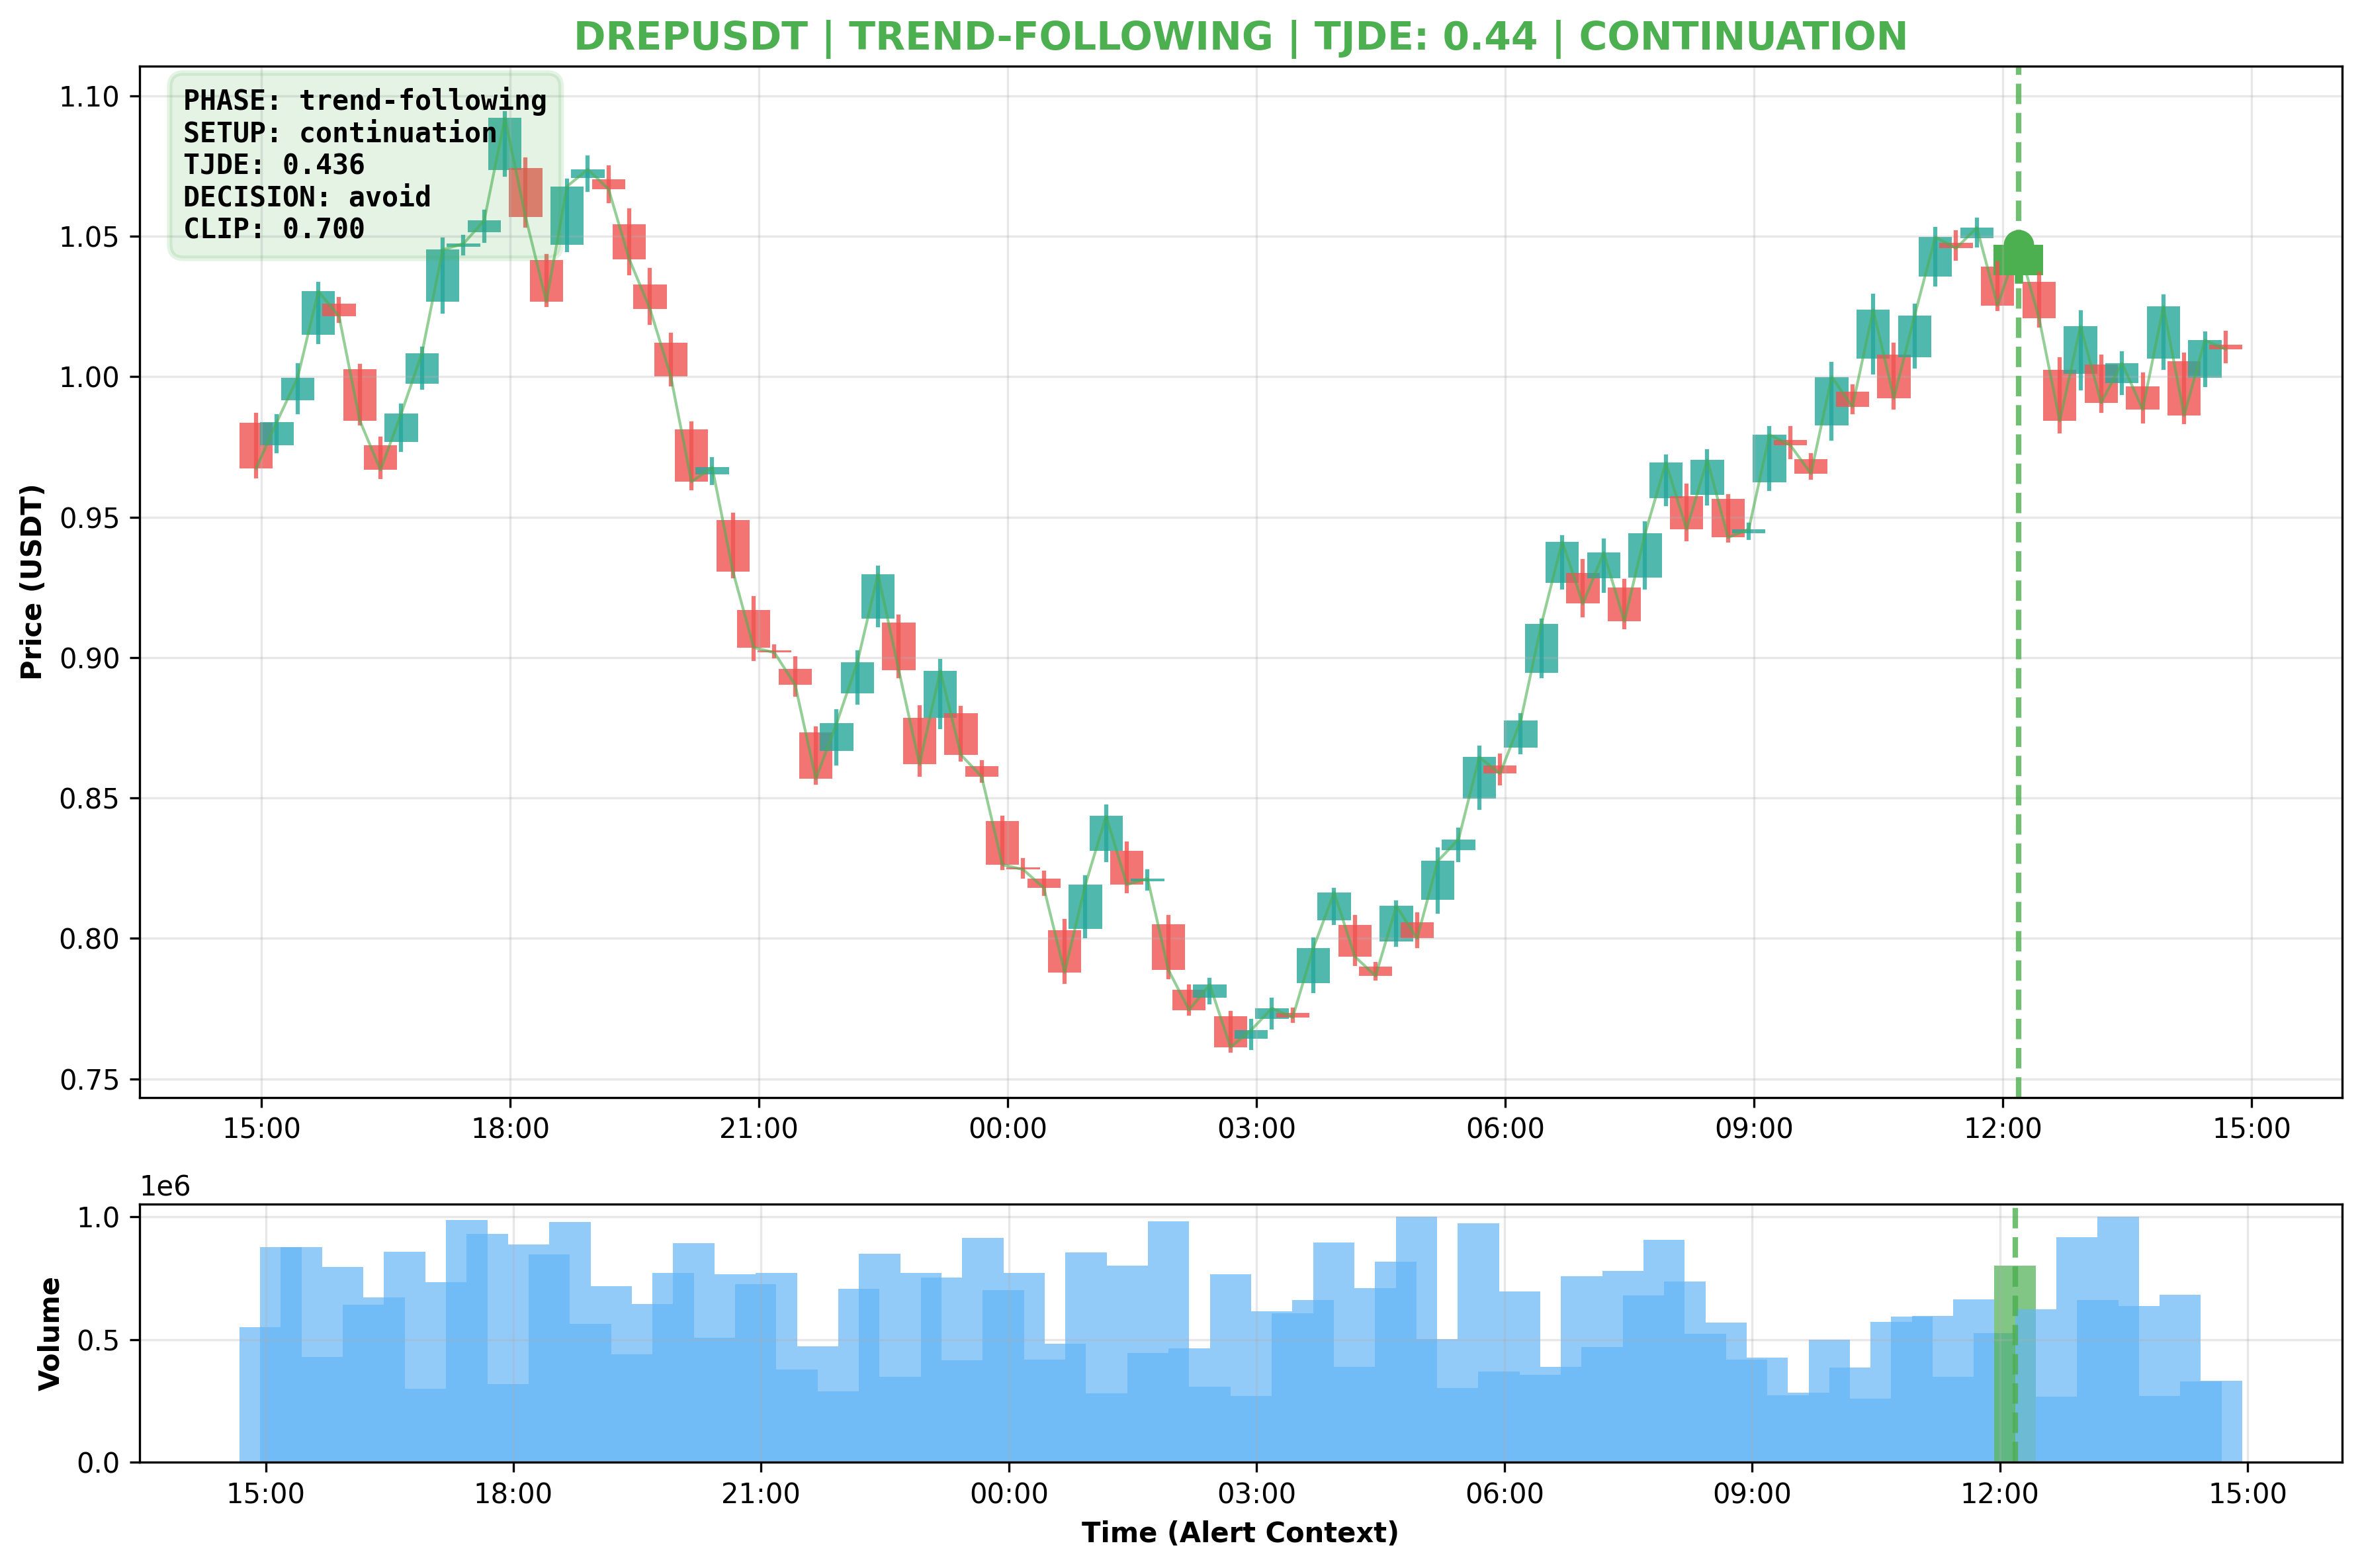 DREPUSDT | TREND-FOLLOWING | TJDE: 0.44 | CONTINUATION
PHASE: trend-following
SETUP: continuation
TJDE: 0.436
DECISION: avoid
CLIP: 0.700
Price (USDT)
1.10
1.05
1.00
0.95
0.90
0.85
0.80
0.75
15:00 18:00 21:00 00:00 03:00 06:00 09:00 12:00 15:00
1e6
Volume
1.0
0.5
0.0
15:00 18:00 21:00 00:00 03:00 06:00 09:00 12:00 15:00
Time (Alert Context)